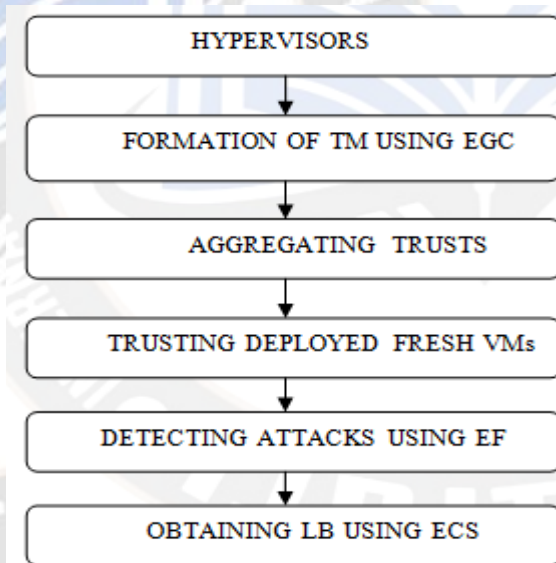 HYPERVISORS
FORMATION OF TM USING EGC
AGGREGATING TRUSTS
TRUSTING DEPLOYED FRESH VMs
DETECTING ATTACKS USING EF
OBTAINING LB USING ECS